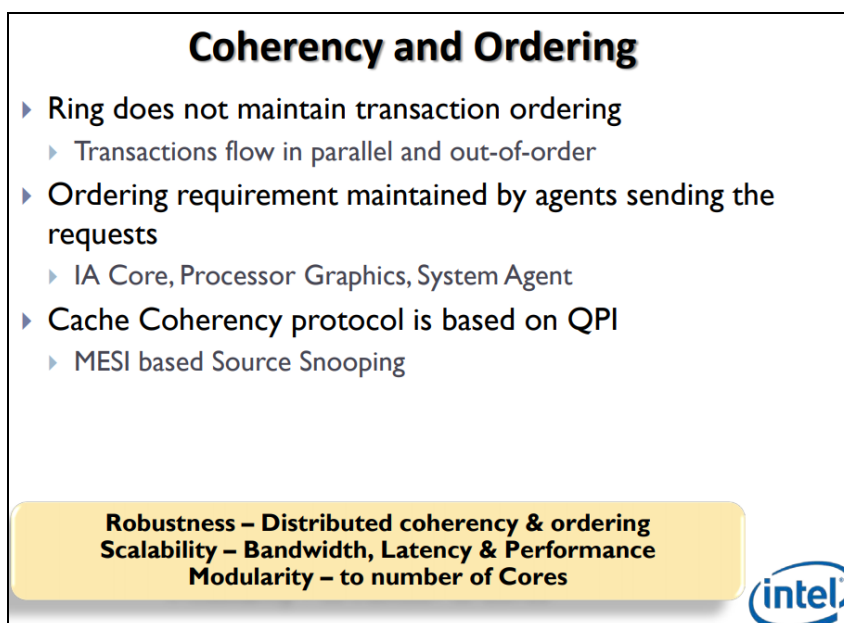 Coherency and Ordering
Ring does not maintain transaction ordering
Transactions flow in parallel and out-of-order
Ordering requirement maintained by agents sending the
requests
IA Core, Processor Graphics, System Agent
Cache Coherency protocol is based on QPI
MESI based Source Snooping
Robustness – Distributed coherency & ordering
Scalability – Bandwidth, Latency & Performance
Modularity – to number of Cores
intel